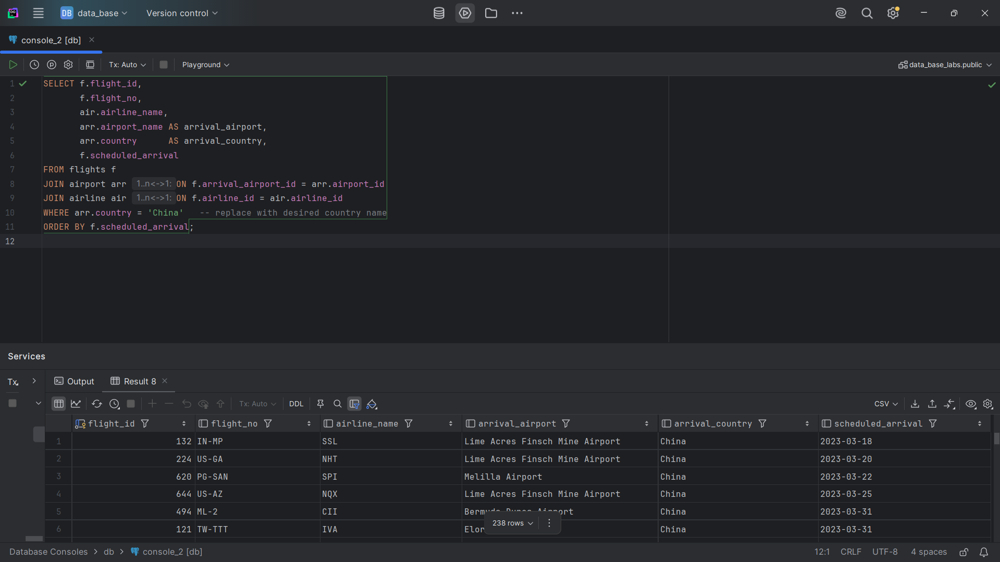 DB data_base Version control
console_2 [db]
Tx: Auto Playground data_base_labs.public
1 SELECT f.flight_id,
2 f.flight_no,
3 air.airline_name,
4 arr.airport_name AS arrival_airport,
5 arr.country AS arrival_country,
6 f.scheduled_arrival
7 FROM flights f
8 JOIN airport arr 1..n<->1: ON f.arrival_airport_id = arr.airport_id
9 JOIN airline air 1..n<->1: ON f.airline_id = air.airline_id
10 WHERE arr.country = 'China' -- replace with desired country name
11 ORDER BY f.scheduled_arrival;
12
Services
Tx Output Result 8
Tx: Auto DDL CSV
flight_id flight_no airline_name arrival_airport arrival_country scheduled_arrival
1 132 IN-MP SSL Lime Acres Finsch Mine Airport China 2023-03-18
2 224 US-GA NHT Lime Acres Finsch Mine Airport China 2023-03-20
3 620 PG-SAN SPI Melilla Airport China 2023-03-22
4 644 US-AZ NQX Lime Acres Finsch Mine Airport China 2023-03-25
5 494 ML-2 CII China 2023-03-31
238 rows
6 121 TW-TTT IVA China 2023-03-31
Database Consoles > db > console_2 [db] 12:1 CRLF UTF-8 4 spaces